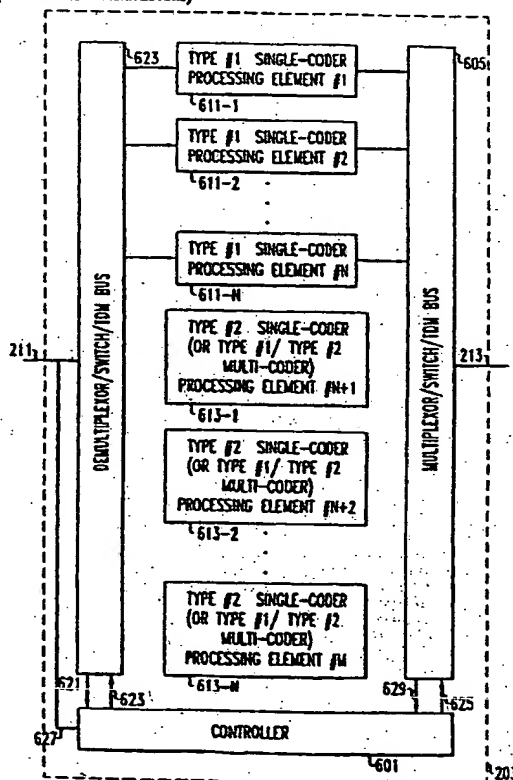 623
605
TYPE #1 SINGLE-CODER
PROCESSING ELEMENT #1
611-1
TYPE #1 SINGLE-CODER
PROCESSING ELEMENT #2
611-2
TYPE #1 SINGLE-CODER
PROCESSING ELEMENT #N
611-N
211
213
DEMULTIPLEXOR/SWITCH/TDM BUS
MULTIPLEXOR/SWITCH/TDM BUS
TYPE #2 SINGLE-CODER
(OR TYPE #1/ TYPE #2
MULTI-CODER)
PROCESSING ELEMENT #N+1
613-1
TYPE #2 SINGLE-CODER
(OR TYPE #1/ TYPE #2
MULTI-CODER)
PROCESSING ELEMENT #N+2
613-2
TYPE #2 SINGLE-CODER
(OR TYPE #1/ TYPE #2
MULTI-CODER)
PROCESSING ELEMENT #M
613-M
621
623
629
625
627
CONTROLLER
601
203